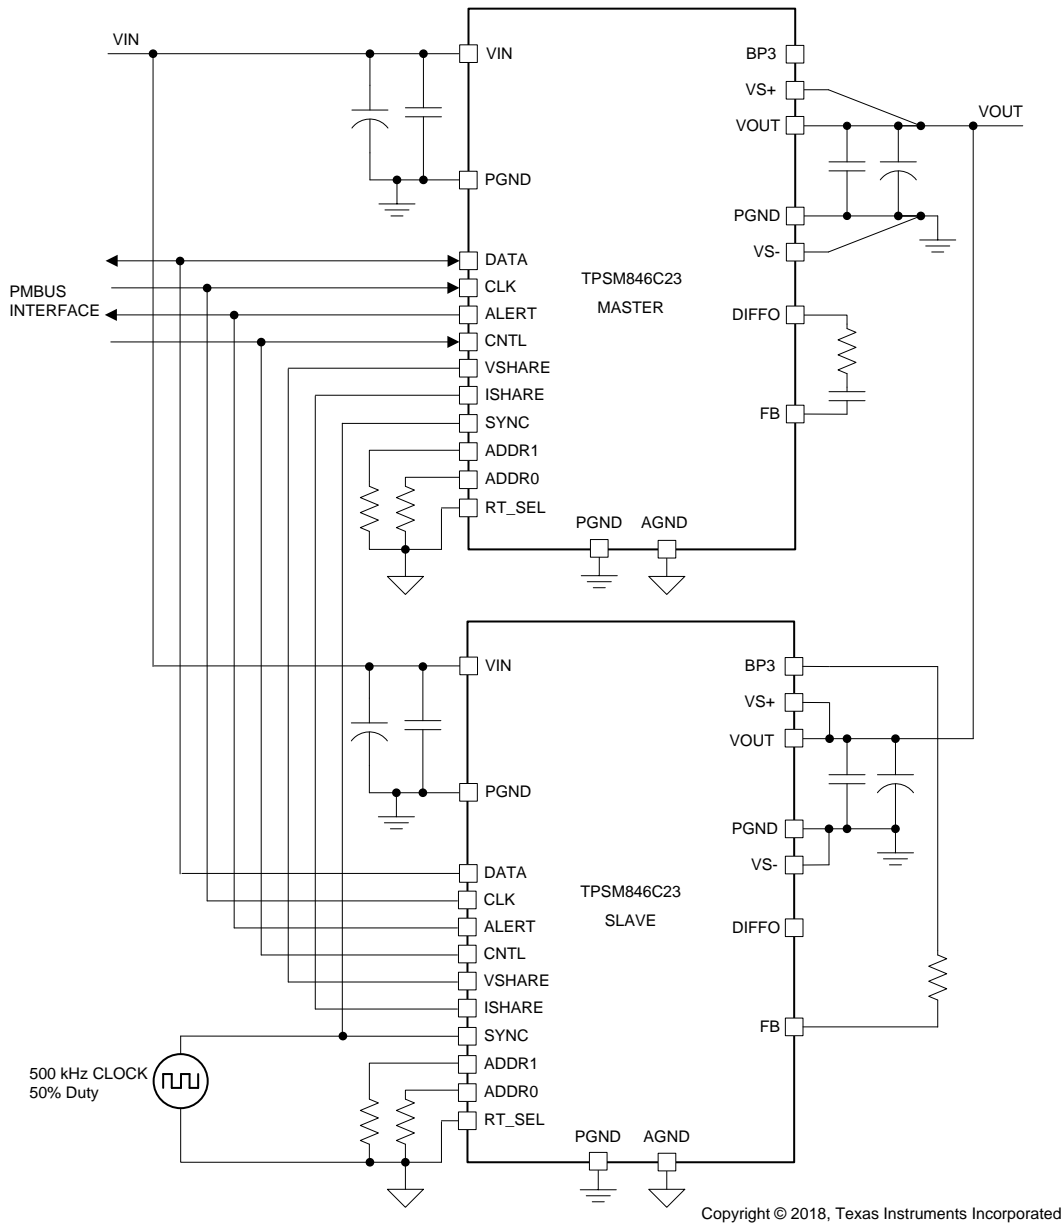 VIN
VIN
PGND
DATA
CLK
ALERT
CNTL
VSHARE
ISHARE
SYNC
ADDR1
ADDR0
RT_SEL
BP3
VS+
VOUT
VOUT
PGND
VS-
DIFFO
FB
TPSM846C23
MASTER
PGND
AGND
PMBUS
INTERFACE
VIN
PGND
DATA
CLK
ALERT
CNTL
VSHARE
ISHARE
SYNC
ADDR1
ADDR0
RT_SEL
BP3
VS+
VOUT
PGND
VS-
DIFFO
FB
TPSM846C23
SLAVE
PGND
AGND
500 kHz CLOCK
50% Duty
Copyright © 2018, Texas Instruments Incorporated